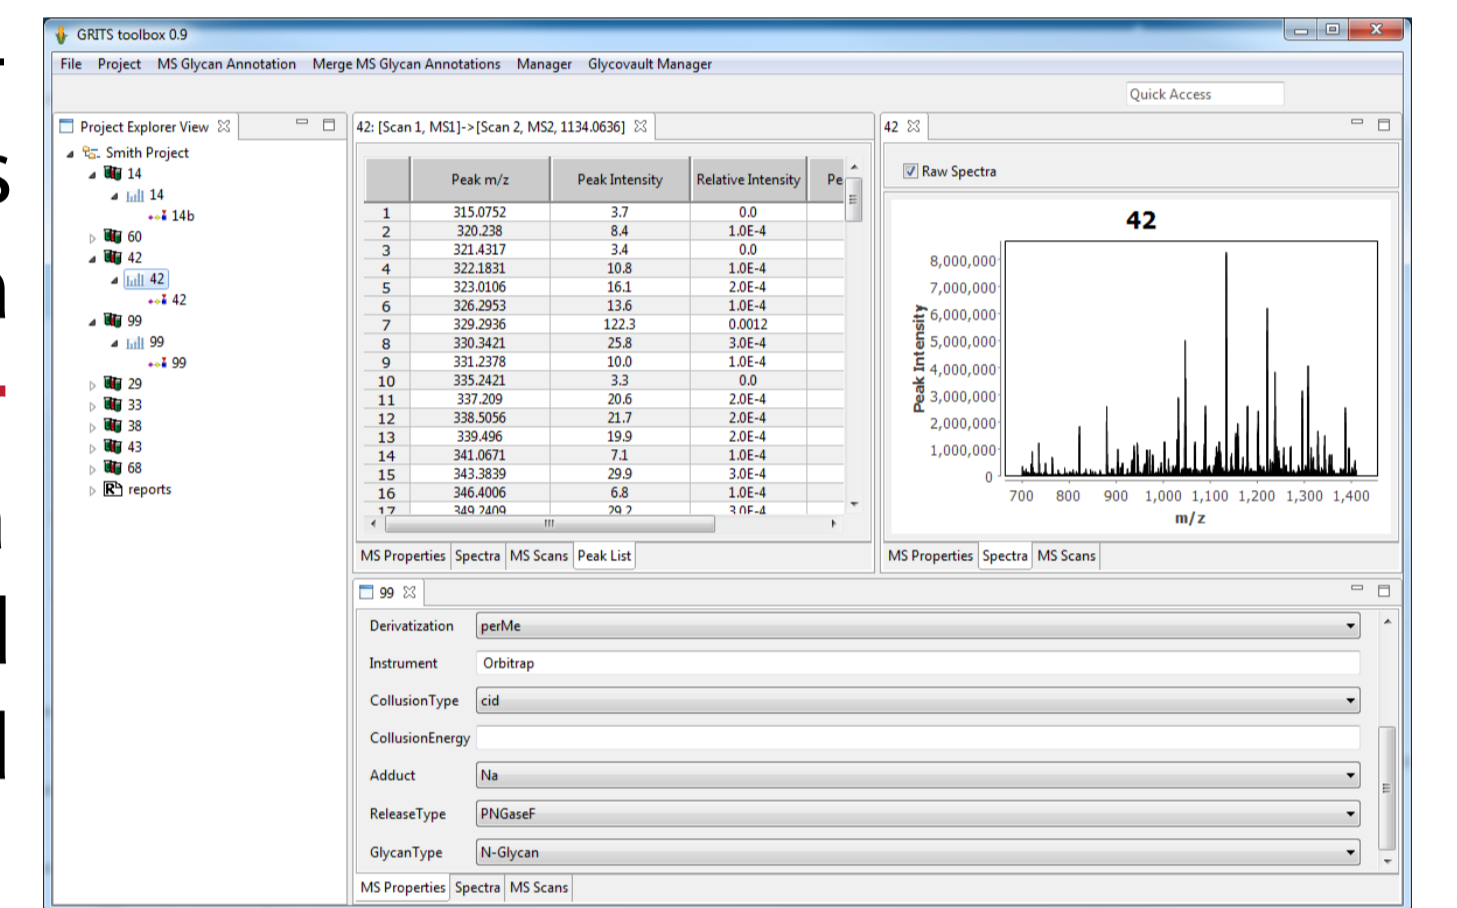 GRITS toolbox 0.9
File Project MS Glycan Annotation Merge MS Glycan Annotations Manager Glycovault Manager
Quick Access
Project Explorer View
Smith Project
14
14
14b
60
42
42
42
99
99
99
29
33
38
43
68
reports
42: [Scan 1, MS1]->[Scan 2, MS2, 1134.0636]
Peak m/z Peak Intensity Relative Intensity Pe
1 315.0752 3.7 0.0
2 320.238 8.4 1.0E-4
3 321.4317 3.4 0.0
4 322.1831 10.8 1.0E-4
5 323.0106 16.1 2.0E-4
6 326.2953 13.6 1.0E-4
7 329.2936 122.3 0.0012
8 330.3421 25.8 3.0E-4
9 331.2378 10.0 1.0E-4
10 335.2421 3.3 0.0
11 337.209 20.6 2.0E-4
12 338.5056 21.7 2.0E-4
13 339.496 19.9 2.0E-4
14 341.0671 7.1 1.0E-4
15 343.3839 29.9 3.0E-4
16 346.4006 6.8 1.0E-4
17 349.2409 29.2 3.0E-4
MS Properties Spectra MS Scans Peak List
42
Raw Spectra
42
Peak Intensity
8,000,000
7,000,000
6,000,000
5,000,000
4,000,000
3,000,000
2,000,000
1,000,000
0
700 800 900 1,000 1,100 1,200 1,300 1,400
m/z
MS Properties Spectra MS Scans
99
Derivatization perMe
Instrument Orbitrap
CollusionType cid
CollusionEnergy
Adduct Na
ReleaseType PNGaseF
GlycanType N-Glycan
MS Properties Spectra MS Scans